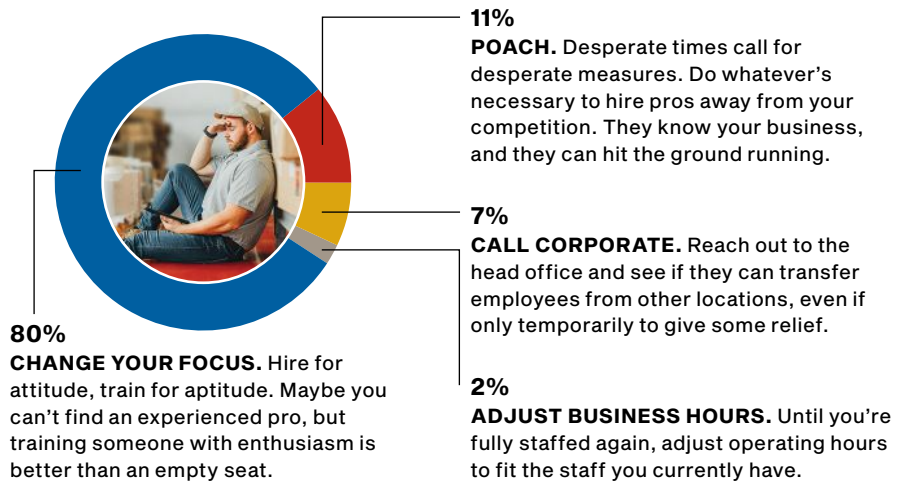 11%
POACH. Desperate times call for
desperate measures. Do whatever's
necessary to hire pros away from your
competition. They know your business,
and they can hit the ground running.
7%
CALL CORPORATE. Reach out to the
head office and see if they can transfer
employees from other locations, even if
only temporarily to give some relief.
80%
CHANGE YOUR FOCUS. Hire for
attitude, train for aptitude. Maybe you
can't find an experienced pro, but
training someone with enthusiasm is
better than an empty seat.
2%
ADJUST BUSINESS HOURS. Until you're
fully staffed again, adjust operating hours
to fit the staff you currently have.